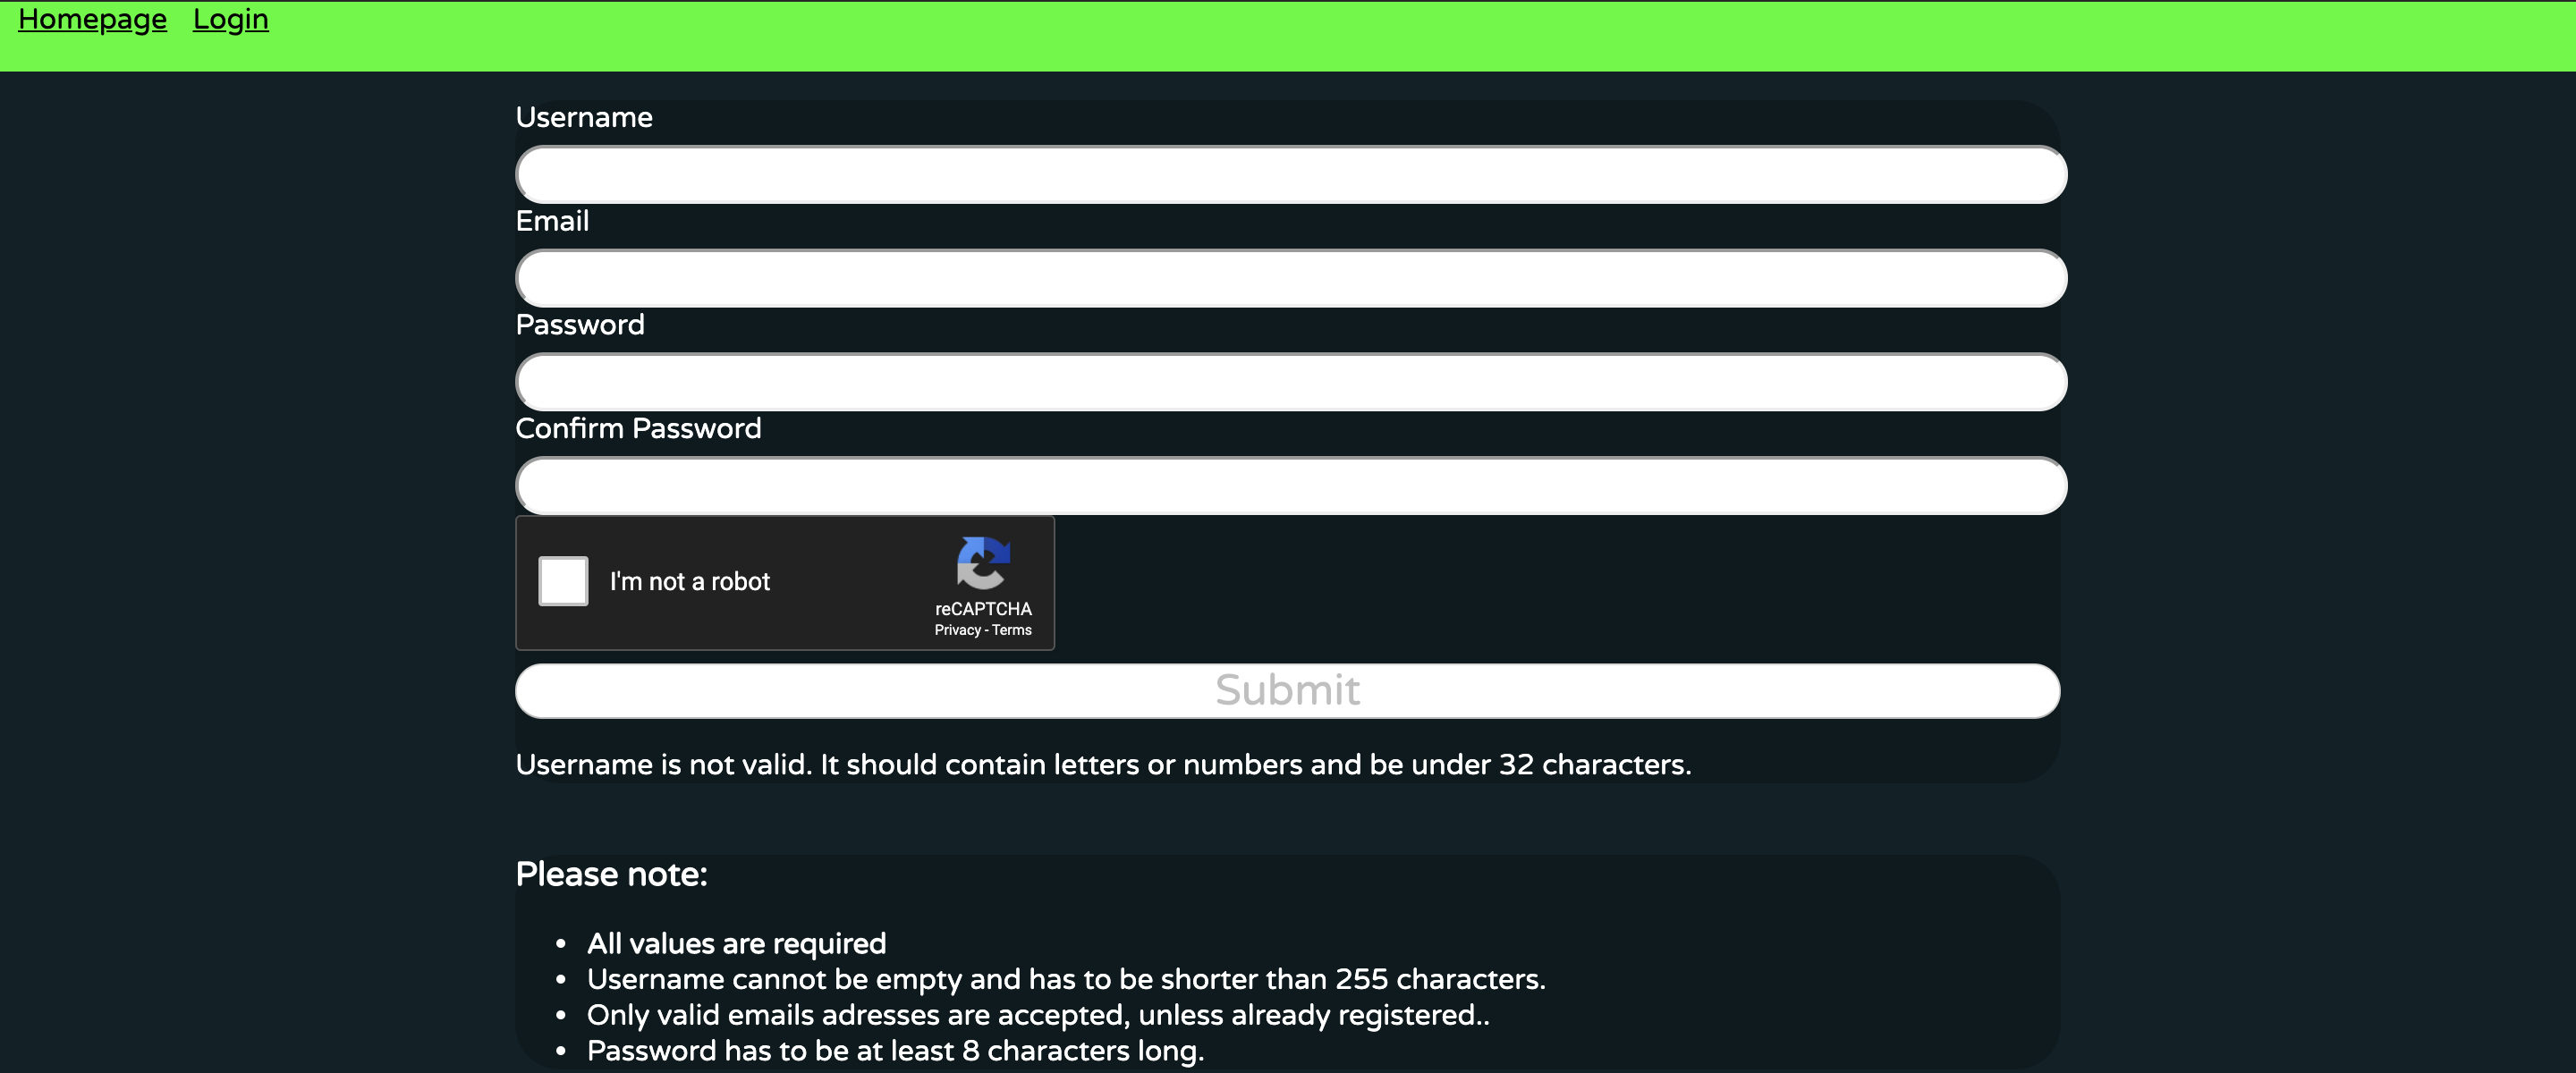 Homepage Login
Username
Email
Password
Confirm Password
I'm not a robot
reCAPTCHA
Privacy - Terms
Submit
Username is not valid. It should contain letters or numbers and be under 32 characters.
Please note:
• All values are required
• Username cannot be empty and has to be shorter than 255 characters.
• Only valid emails adresses are accepted, unless already registered..
• Password has to be at least 8 characters long.